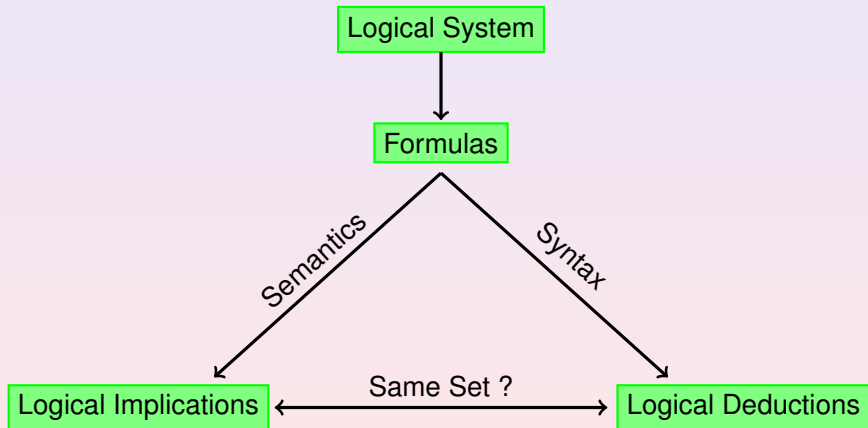 Logical System
Formulas
Semantics
Syntax
Logical Implications
Same Set ?
Logical Deductions